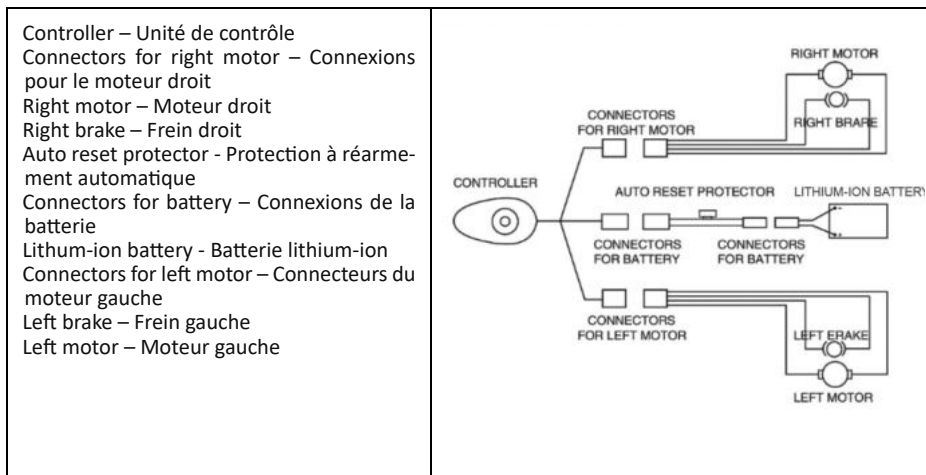 Controller – Unité de contrôle
Connectors for right motor – Connexions
pour le moteur droit
Right motor – Moteur droit
Right brake – Frein droit
Auto reset protector - Protection à réarme-
ment automatique
Connectors for battery – Connexions de la
batterie
Lithum-ion battery - Batterie lithium-ion
Connectors for left motor – Connecteurs du
moteur gauche
Left brake – Frein gauche
Left motor – Moteur gauche
RIGHT MOTOR
RIGHT BRARE
CONNECTORS
FOR RIGHT MOTOR
CONTROLLER
AUTO RESET PROTECTOR
LITHIUM-ION BATTERY
CONNECTORS
FOR BATTERY
CONNECTORS
FOR BATTERY
CONNECTORS
FOR LEFT MOTOR
LEFT ERAKE
LEFT MOTOR